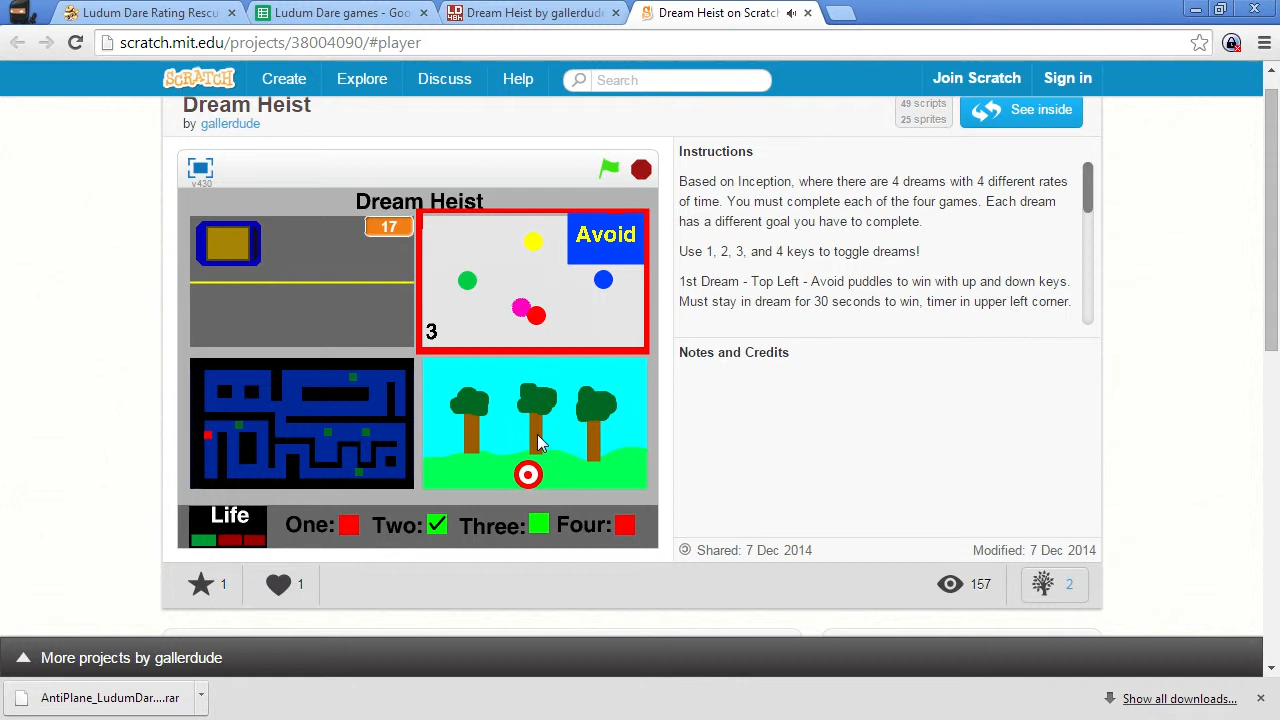 Ludum Dare Rating Rescu
Ludum Dare games - Goo
Dream Heist by gallerdude
Dream Heist on Scratch
scratch.mit.edu/projects/38004090/#player
SCRATCH
Create
Explore
Discuss
Help
Search
Join Scratch
Sign in
Dream Heist
by gallerdude
49 scripts
25 sprites
See inside
v430
Dream Heist
17
Avoid
3
Life
One:
Two:
Three:
Four:
Instructions
Based on Inception, where there are 4 dreams with 4 different rates
of time. You must complete each of the four games. Each dream
has a different goal you have to complete.
Use 1, 2, 3, and 4 keys to toggle dreams!
1st Dream - Top Left - Avoid puddles to win with up and down keys.
Must stay in dream for 30 seconds to win, timer in upper left corner.
Notes and Credits
Shared: 7 Dec 2014
Modified: 7 Dec 2014
1
1
157
2
More projects by gallerdude
AntiPlane_LudumDar....rar
Show all downloads...